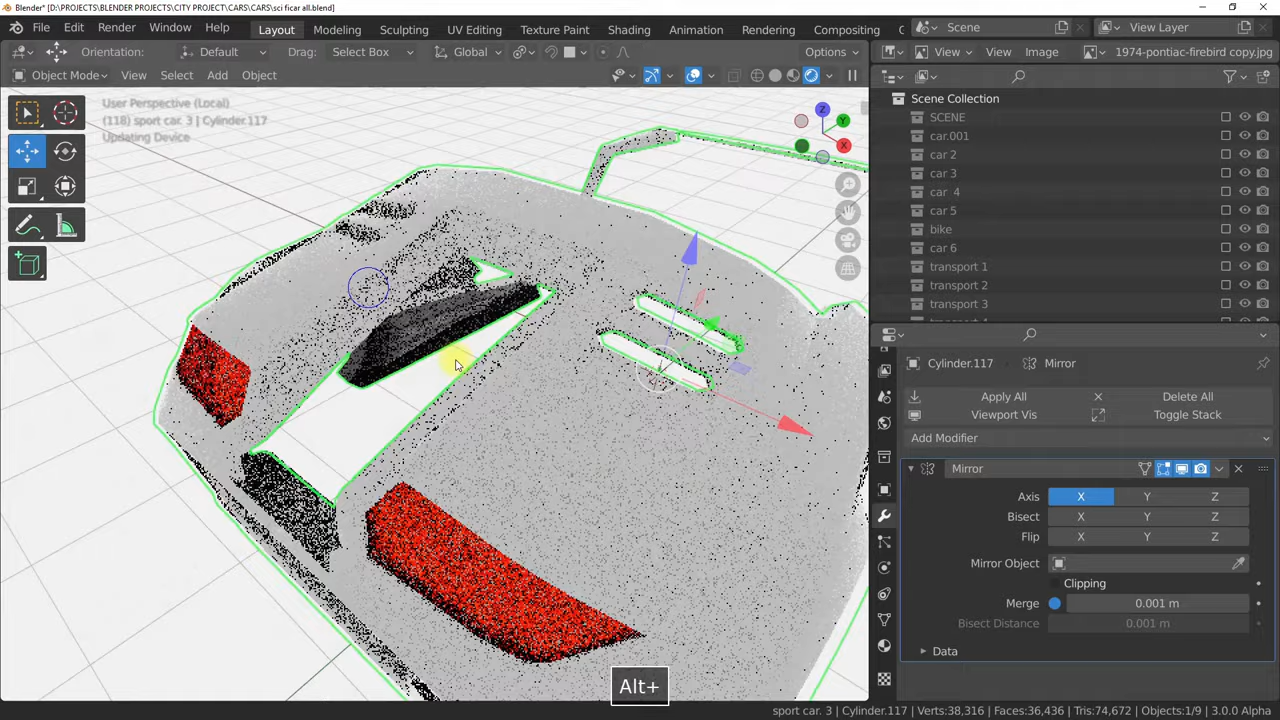 Blender* [D:\PROJECTS\BLENDER PROJECTS\CITY PROJECT\CARS\CARS\sci ficar all.blend]
File Edit Render Window Help Layout Modeling Sculpting UV Editing Texture Paint Shading Animation Rendering Compositing
Scene View Layer
Orientation: Default Drag: Select Box Global Options
View View Image 1974-pontiac-firebird copy.jpg
Object Mode View Select Add Object
User Perspective (Local)
(118) sport car. 3 | Cylinder.117
Updating Device
Z
Y
X
Scene Collection
SCENE
car.001
car 2
car 3
car 4
car 5
bike
car 6
transport 1
transport 2
transport 3
Cylinder.117 Mirror
Apply All Delete All
Viewport Vis Toggle Stack
Add Modifier
Mirror
Axis X Y Z
Bisect X Y Z
Flip X Y Z
Mirror Object
Clipping
Merge 0.001 m
Bisect Distance 0.001 m
Data
Alt+
sport car. 3 | Cylinder.117 | Verts:38,316 | Faces:36,436 | Tris:74,672 | Objects:1/9 | 3.0.0 Alpha